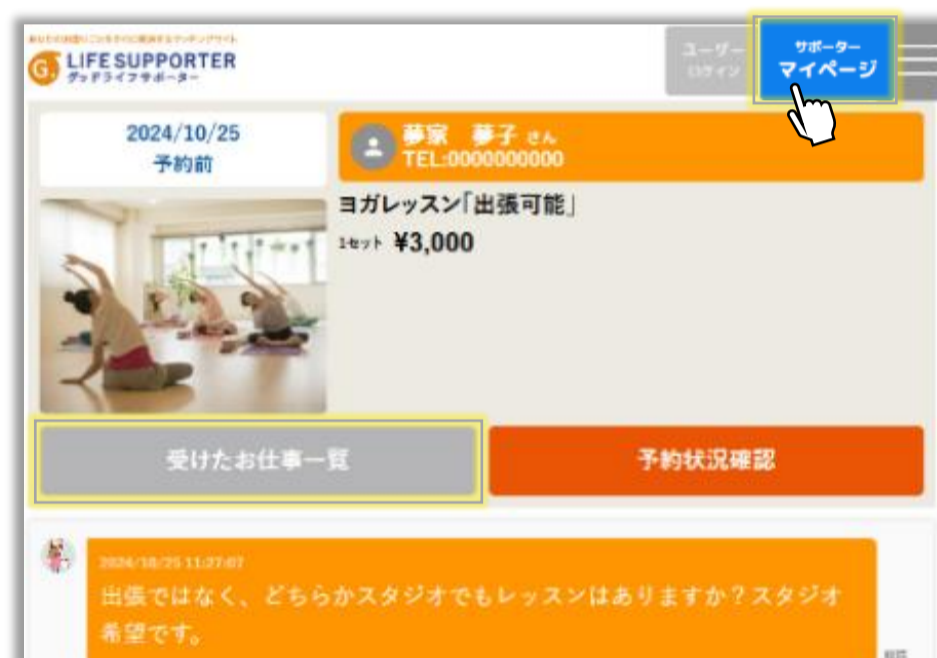 LIFE SUPPORTER
グッドライフサポーター
ユーザー
ログイン
サポーター
マイページ
2024/10/25
予約前
夢家 夢子 さん
TEL:0000000000
ヨガレッスン「出張可能」
1セット ¥3,000
受けたお仕事一覧
予約状況確認
2024/10/25 11:27:07
出張ではなく、どちらかスタジオでもレッスンはありますか？スタジオ
希望です。